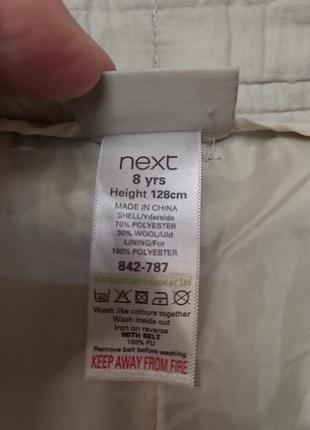 next
8 yrs
Height 128cm
MADE IN CHINA
SHELL/Yderside
70% POLYESTER
30% WOOL/Uld
LINING/For
100% POLYESTER
842-787
Wash like colours together
Wash inside out
Iron on reverse
WITH BELT
100% PU
Remove belt before washing
KEEP AWAY FROM FIRE